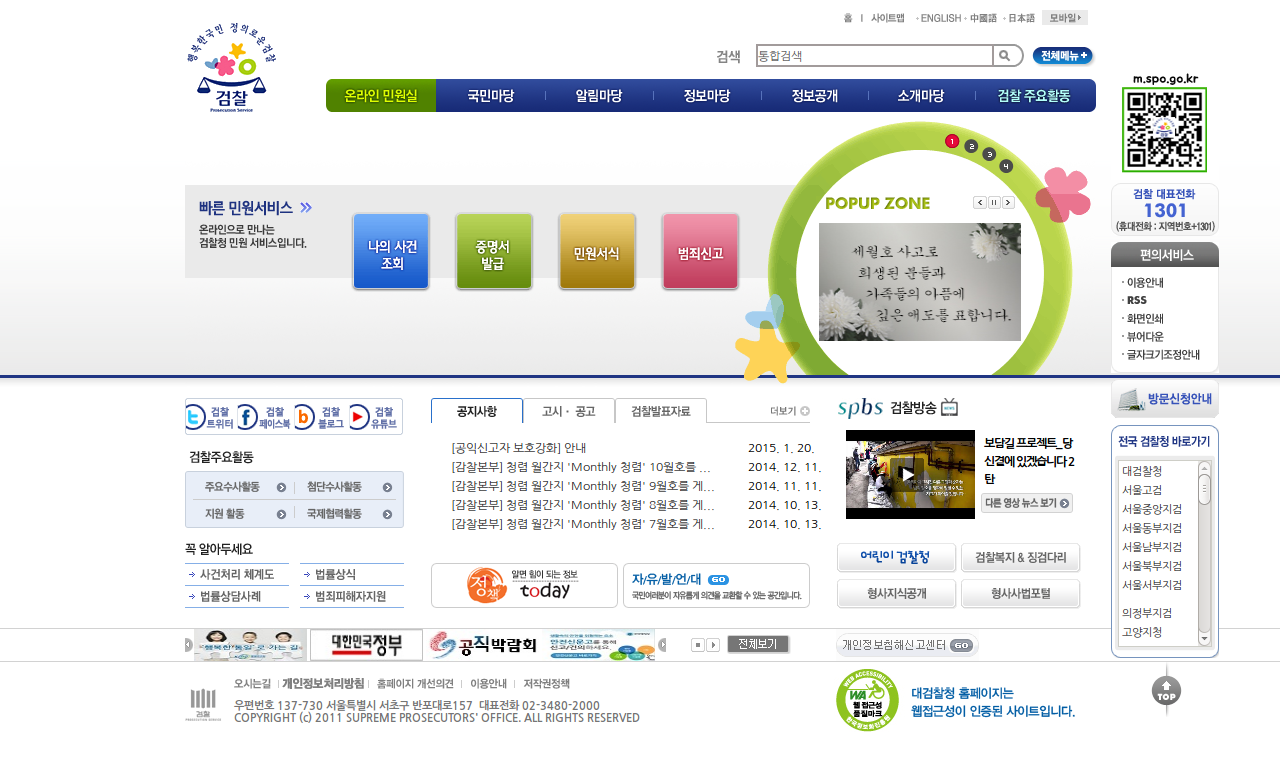 홈 | 사이트맵 · ENGLISH · 中國語 · 日本語 모바일
행복한국민 정의로운검찰
검찰
Prosecution Service
검색 통합검색 전체메뉴 +
온라인 민원실 국민마당 알림마당 정보마당 정보공개 소개마당 검찰 주요활동
m.spo.go.kr
빠른 민원서비스
온라인으로 만나는
검찰청 민원 서비스입니다.
나의 사건
조회
증명서
발급
민원서식
범죄신고
1 2 3 4
POPUP ZONE
세월호 사고로
희생된 분들과
가족들의 아픔에
깊은 애도를 표합니다.
검찰 대표전화
1301
(휴대전화 : 지역번호+1301)
편의서비스
· 이용안내
· RSS
· 화면인쇄
· 뷰어다운
· 글자크기조정안내
방문신청안내
전국 검찰청 바로가기
대검찰청
서울고검
서울중앙지검
서울동부지검
서울남부지검
서울북부지검
서울서부지검
의정부지검
고양지청
TOP
검찰
트위터
검찰
페이스북
검찰
블로그
검찰
유튜브
검찰주요활동
주요수사활동 첨단수사활동
지원 활동 국제협력활동
꼭 알아두세요
사건처리 체계도 법률상식
법률상담사례 범죄피해자지원
공지사항 고시 · 공고 검찰발표자료 더보기
[공익신고자 보호강화] 안내 2015. 1. 20.
[감찰본부] 청렴 월간지 'Monthly 청렴' 10월호를 ... 2014. 12. 11.
[감찰본부] 청렴 월간지 'Monthly 청렴' 9월호를 게... 2014. 11. 11.
[감찰본부] 청렴 월간지 'Monthly 청렴' 8월호를 게... 2014. 10. 13.
[감찰본부] 청렴 월간지 'Monthly 청렴' 7월호를 게... 2014. 10. 13.
정책
알면 힘이 되는 정보
today
자/유/발/언/대 GO
국민여러분이 자유롭게 의견을 교환할 수 있는 공간입니다.
spbs 검찰방송
보담길 프로젝트_당
신곁에 있겠습니다 2
탄
다른 영상 뉴스 보기
어린이 검찰청 검찰복지 & 징검다리
형사지식공개 형사사법포털
대한민국정부
공직박람회
안전신문고를 통해
신고/건의하세요.
전체보기
개인정보침해신고센터 GO
오시는길 | 개인정보처리방침 | 홈페이지 개선의견 | 이용안내 | 저작권정책
검찰
우편번호 137-730 서울특별시 서초구 반포대로157 대표전화 02-3480-2000
COPYRIGHT (c) 2011 SUPREME PROSECUTORS' OFFICE. ALL RIGHTS RESERVED
WEB ACCESSIBILITY
WA
웹 접근성
품질마크
대검찰청 홈페이지는
웹접근성이 인증된 사이트입니다.